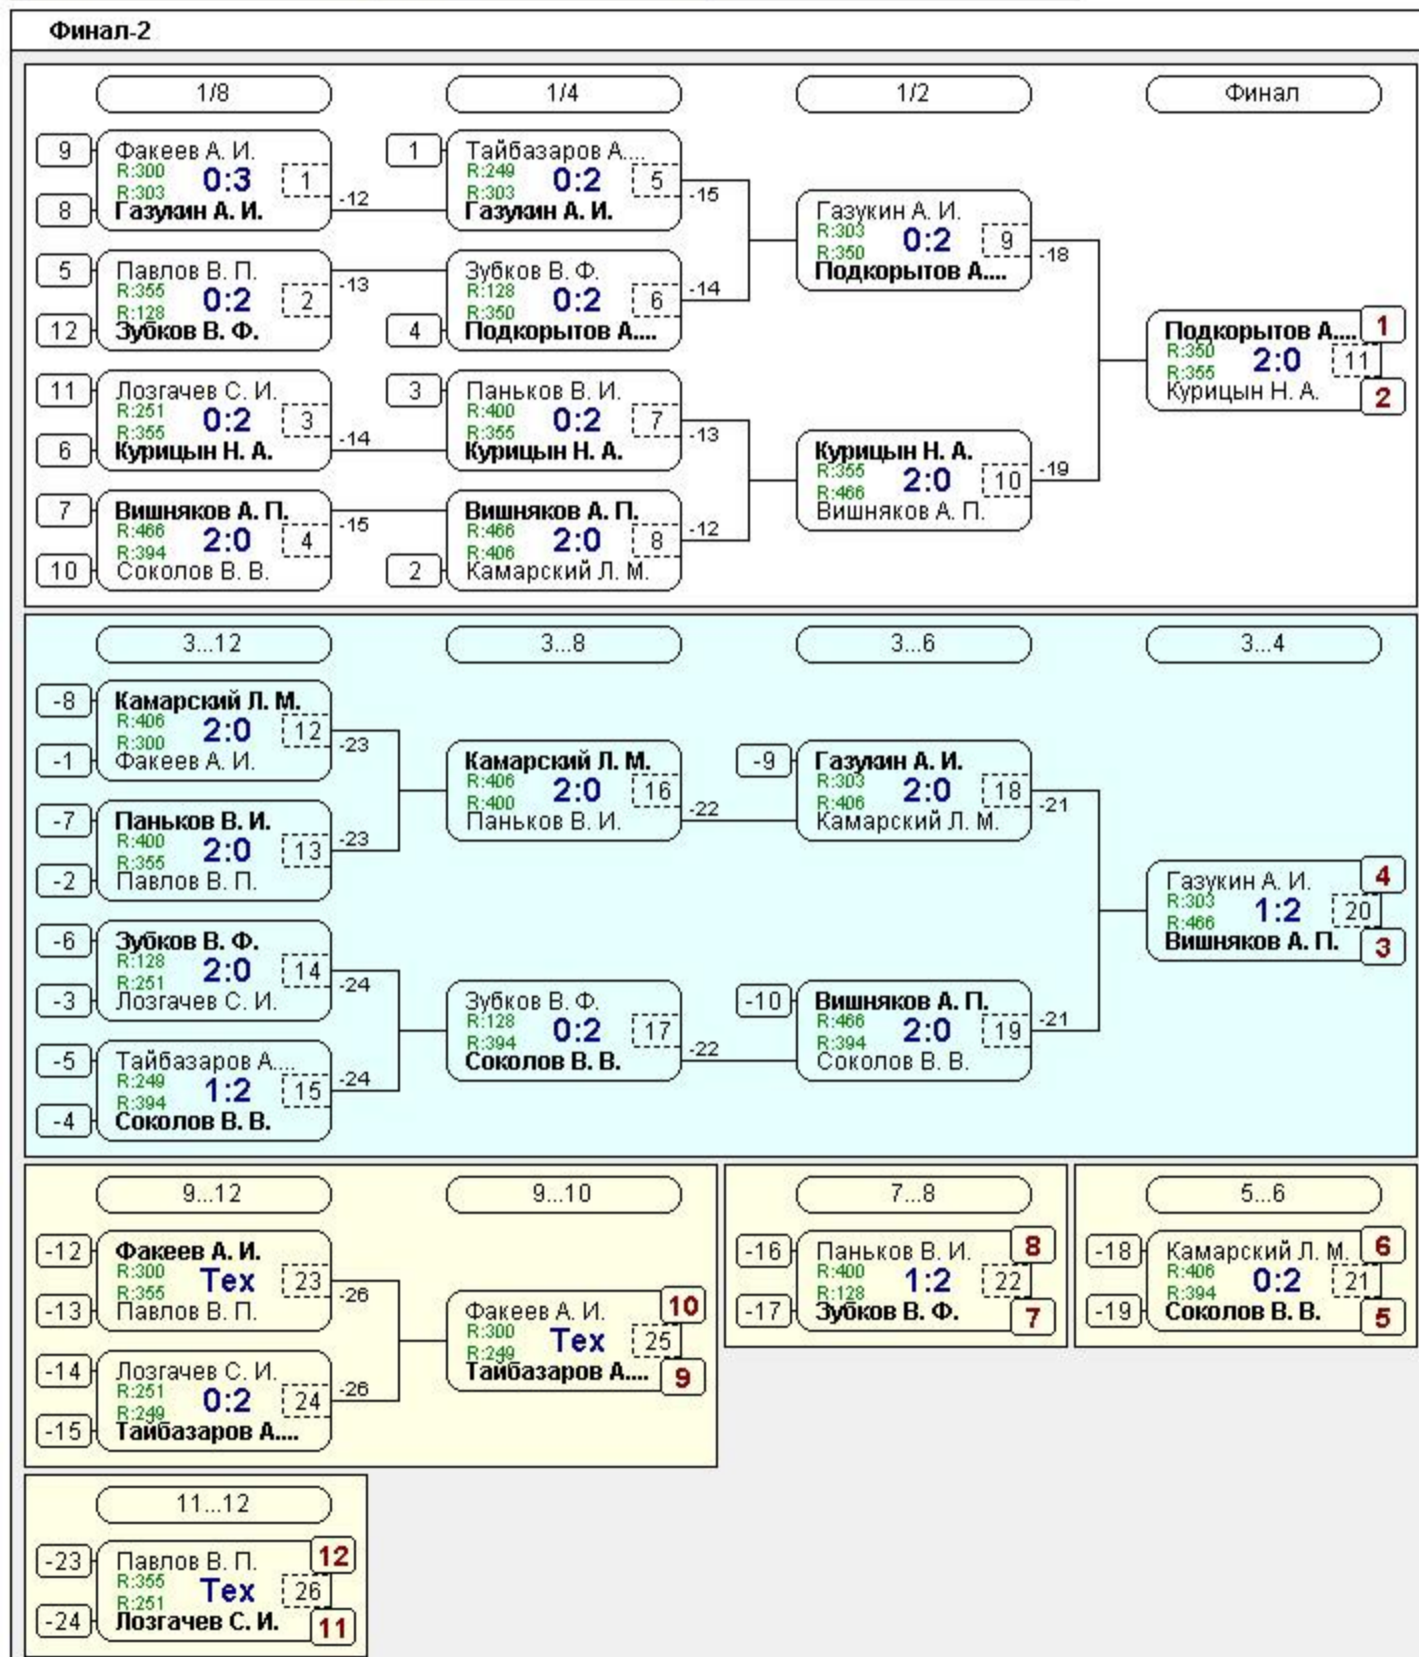 Финал-2
1/8 1/4 1/2 Финал
9 Факеев А. И. R:300 0:3 R:303 1 8 Газукин А. И. -12
5 Павлов В. П. R:355 0:2 R:128 2 12 Зубков В. Ф. -13
11 Лозгачев С. И. R:251 0:2 R:355 3 6 Курицын Н. А. -14
7 Вишняков А. П. R:466 2:0 R:394 4 10 Соколов В. В. -15
1 Тайбазаров А.... R:249 0:2 R:303 5 Газукин А. И. -15
Зубков В. Ф. R:128 0:2 R:350 6 4 Подкорытов А.... -14
3 Паньков В. И. R:400 0:2 R:355 7 Курицын Н. А. -13
Вишняков А. П. R:466 2:0 R:406 8 2 Камарский Л. М. -12
Газукин А. И. R:303 0:2 R:350 9 Подкорытов А.... -18
Курицын Н. А. R:355 2:0 R:466 10 Вишняков А. П. -19
Подкорытов А.... 1 R:350 2:0 R:355 11 Курицын Н. А. 2
3...12 3...8 3...6 3...4
-8 Камарский Л. М. R:406 2:0 R:300 12 -1 Факеев А. И. -23
-7 Паньков В. И. R:400 2:0 R:355 13 -2 Павлов В. П. -23
-6 Зубков В. Ф. R:128 2:0 R:251 14 -3 Лозгачев С. И. -24
-5 Тайбазаров А.... R:249 1:2 R:394 15 -4 Соколов В. В. -24
Камарский Л. М. R:406 2:0 R:400 16 Паньков В. И. -22
Зубков В. Ф. R:128 0:2 R:394 17 Соколов В. В. -22
-9 Газукин А. И. R:303 2:0 R:406 18 Камарский Л. М. -21
-10 Вишняков А. П. R:466 2:0 R:394 19 Соколов В. В. -21
Газукин А. И. 4 R:303 1:2 R:466 20 Вишняков А. П. 3
9...12 9...10 7...8 5...6
-12 Факеев А. И. R:300 Тех R:355 23 -13 Павлов В. П. -26
-14 Лозгачев С. И. R:251 0:2 R:249 24 -15 Тайбазаров А.... -26
Факеев А. И. 10 R:300 Тех R:249 25 Тайбазаров А.... 9
-16 Паньков В. И. 8 R:400 1:2 R:128 22 -17 Зубков В. Ф. 7
-18 Камарский Л. М. 6 R:406 0:2 R:394 21 -19 Соколов В. В. 5
11...12
-23 Павлов В. П. 12 R:355 Тех R:251 26 -24 Лозгачев С. И. 11